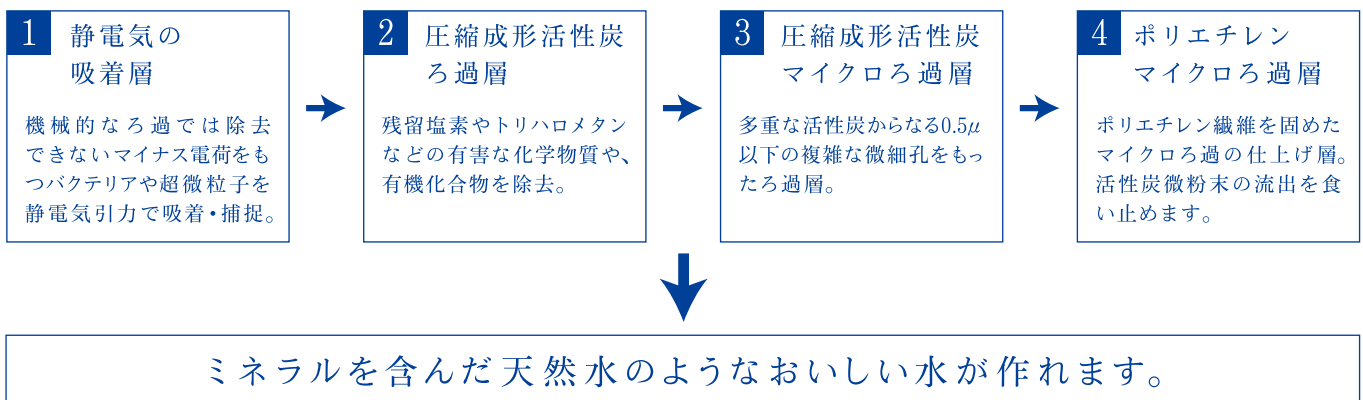 1 静電気の
吸着層
機械的なろ過では除去
できないマイナス電荷をも
つバクテリアや超微粒子を
静電気引力で吸着・捕捉。
2 圧縮成形活性炭
ろ過層
残留塩素やトリハロメタン
などの有害な化学物質や、
有機化合物を除去。
3 圧縮成形活性炭
マイクロろ過層
多重な活性炭からなる0.5μ
以下の複雑な微細孔をもっ
たろ過層。
4 ポリエチレン
マイクロろ過層
ポリエチレン繊維を固めた
マイクロろ過の仕上げ層。
活性炭微粉末の流出を食
い止めます。
ミネラルを含んだ天然水のようなおいしい水が作れます。